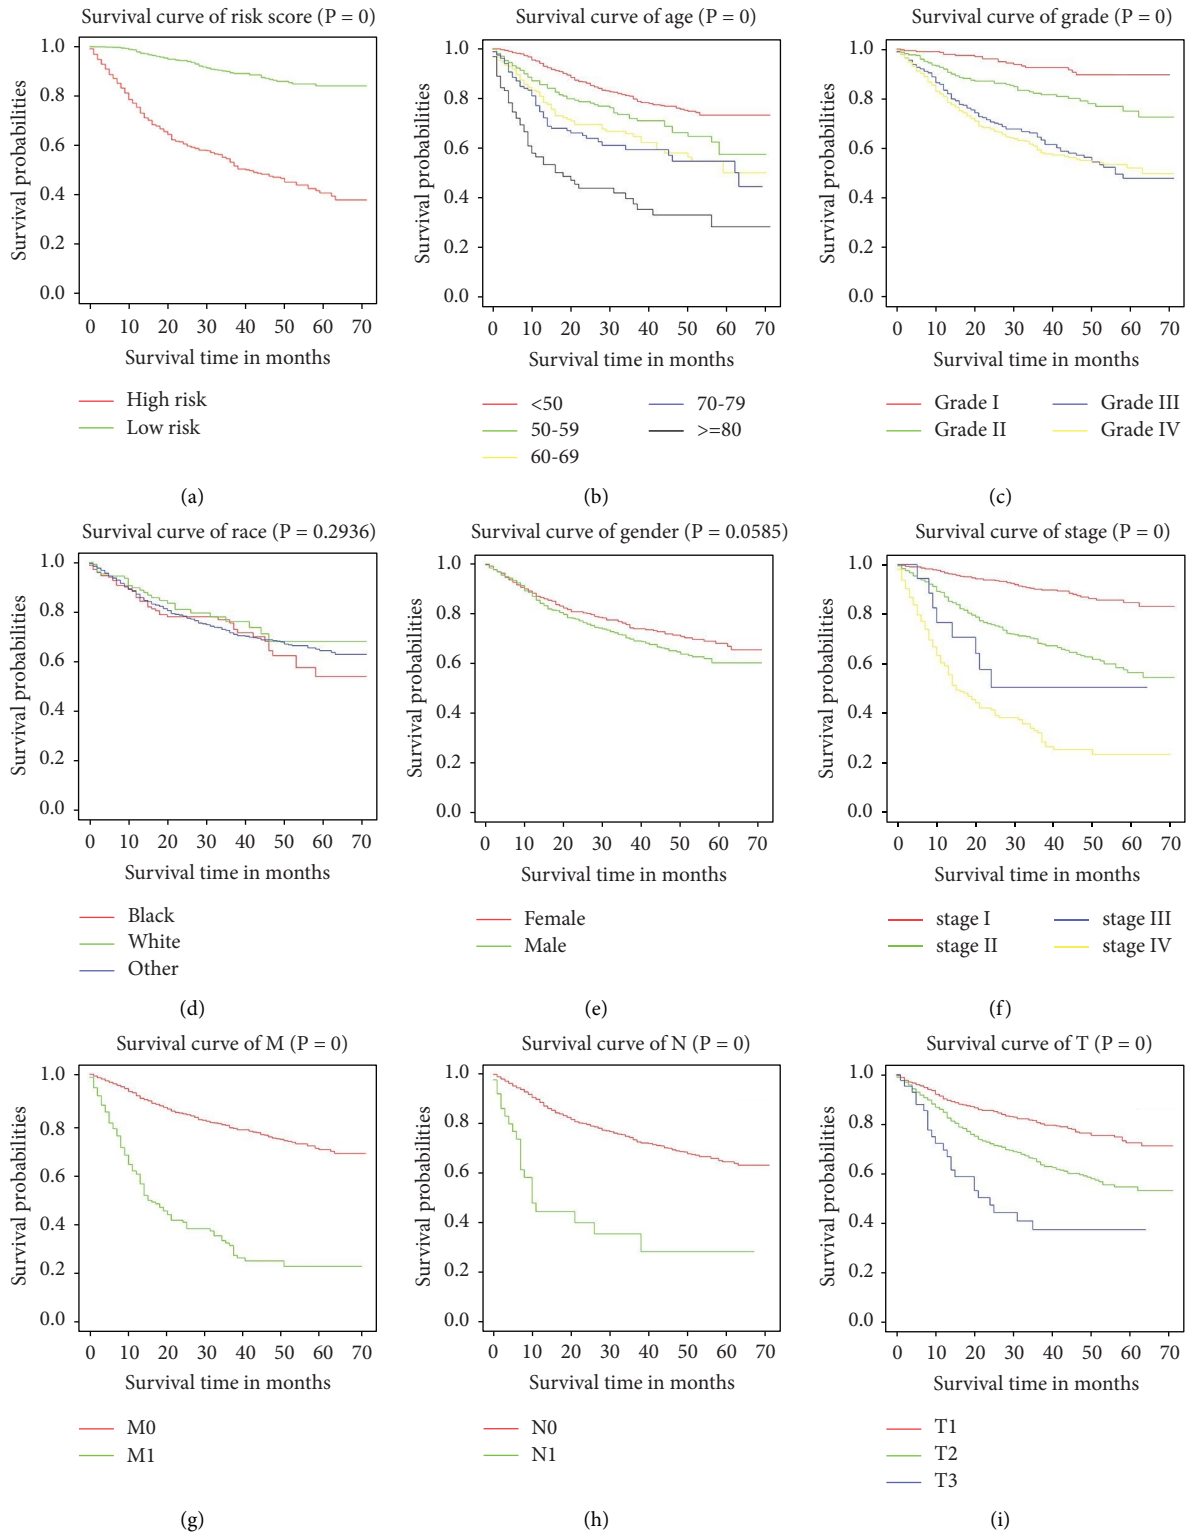 Survival curve of risk score (P = 0)
Survival probabilities
1.0
0.8
0.6
0.4
0.2
0.0
0 10 20 30 40 50 60 70
Survival time in months
High risk
Low risk
(a)
Survival curve of age (P = 0)
Survival probabilities
1.0
0.8
0.6
0.4
0.2
0.0
0 10 20 30 40 50 60 70
Survival time in months
<50
50-59
60-69
70-79
>=80
(b)
Survival curve of grade (P = 0)
Survival probabilities
1.0
0.8
0.6
0.4
0.2
0.0
0 10 20 30 40 50 60 70
Survival time in months
Grade I
Grade II
Grade III
Grade IV
(c)
Survival curve of race (P = 0.2936)
Survival probabilities
1.0
0.8
0.6
0.4
0.2
0.0
0 10 20 30 40 50 60 70
Survival time in months
Black
White
Other
(d)
Survival curve of gender (P = 0.0585)
Survival probabilities
1.0
0.8
0.6
0.4
0.2
0.0
0 10 20 30 40 50 60 70
Survival time in months
Female
Male
(e)
Survival curve of stage (P = 0)
Survival probabilities
1.0
0.8
0.6
0.4
0.2
0.0
0 10 20 30 40 50 60 70
Survival time in months
stage I
stage II
stage III
stage IV
(f)
Survival curve of M (P = 0)
Survival probabilities
1.0
0.8
0.6
0.4
0.2
0.0
0 10 20 30 40 50 60 70
Survival time in months
M0
M1
(g)
Survival curve of N (P = 0)
Survival probabilities
1.0
0.8
0.6
0.4
0.2
0.0
0 10 20 30 40 50 60 70
Survival time in months
N0
N1
(h)
Survival curve of T (P = 0)
Survival probabilities
1.0
0.8
0.6
0.4
0.2
0.0
0 10 20 30 40 50 60 70
Survival time in months
T1
T2
T3
(i)